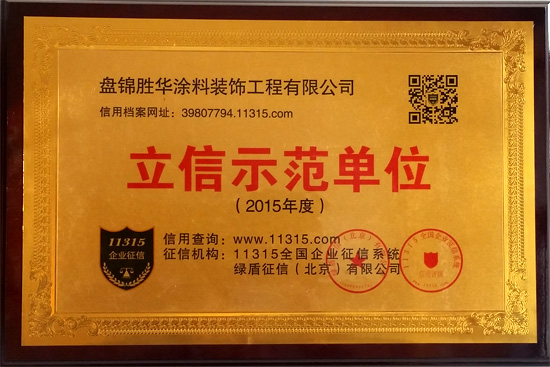 盘锦胜华涂料装饰工程有限公司
信用档案网址：39807794.11315.com
立信示范单位
（2015年度）
11315
企业征信
信用查询：www.11315.com
征信机构：11315全国企业征信系统
绿盾征信（北京）有限公司